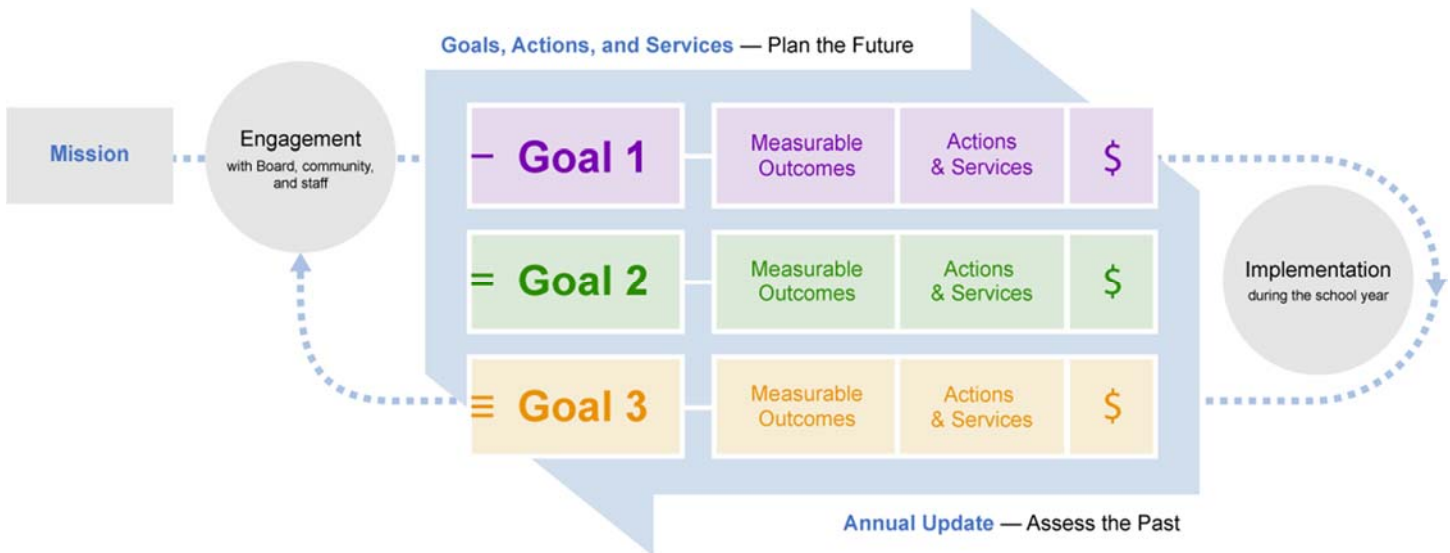 Goals, Actions, and Services — Plan the Future
Mission
Engagement
with Board, community,
and staff
Goal 1
Measurable
Outcomes
Actions
& Services
$
Goal 2
Measurable
Outcomes
Actions
& Services
$
Goal 3
Measurable
Outcomes
Actions
& Services
$
Implementation
during the school year
Annual Update — Assess the Past